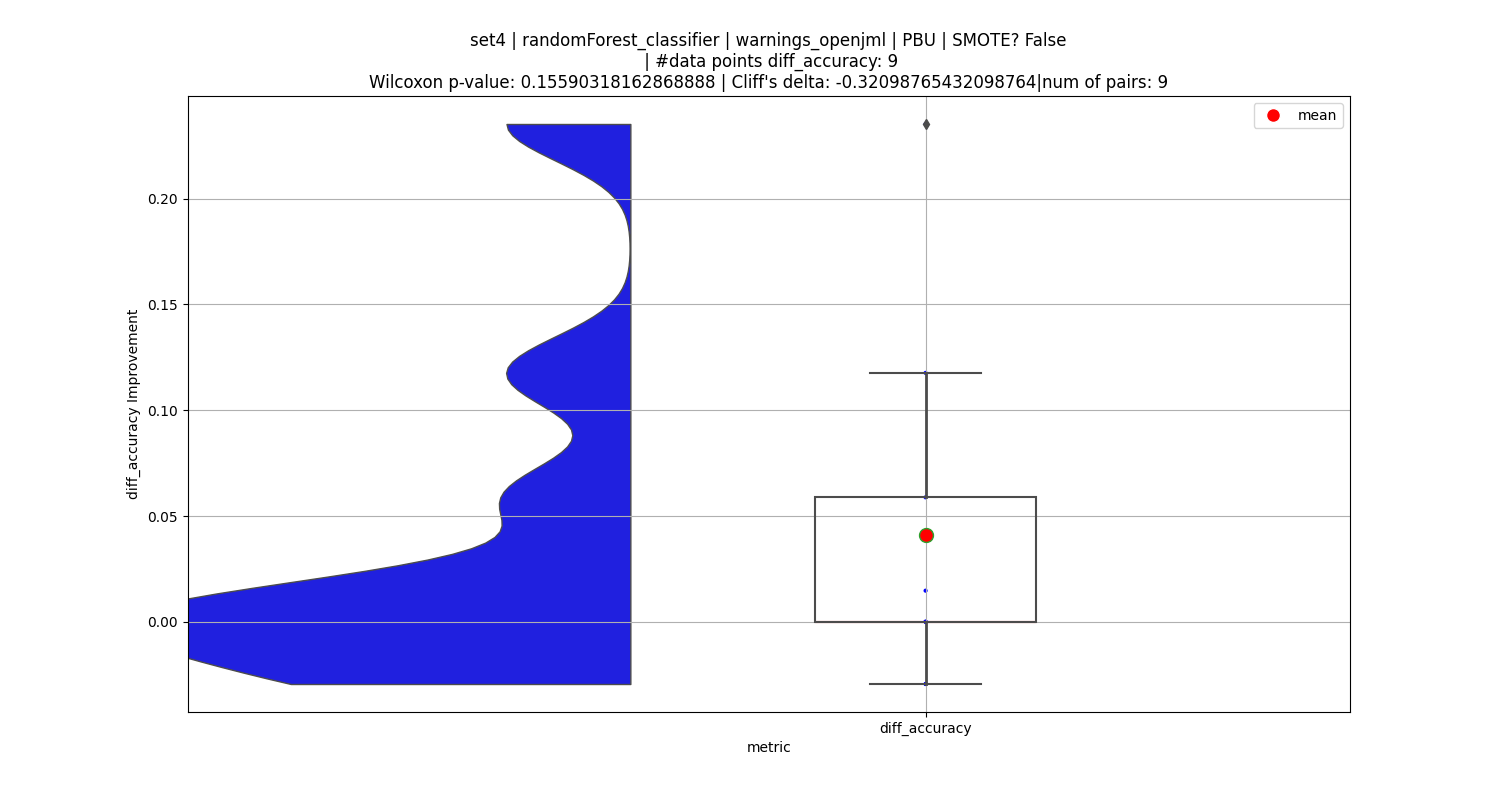 set4 | randomForest_classifier | warnings_openjml | PBU | SMOTE? False
| #data points diff_accuracy: 9
Wilcoxon p-value: 0.15590318162868888 | Cliff's delta: -0.32098765432098764|num of pairs: 9
mean
diff_accuracy Improvement
0.20
0.15
0.10
0.05
0.00
diff_accuracy
metric